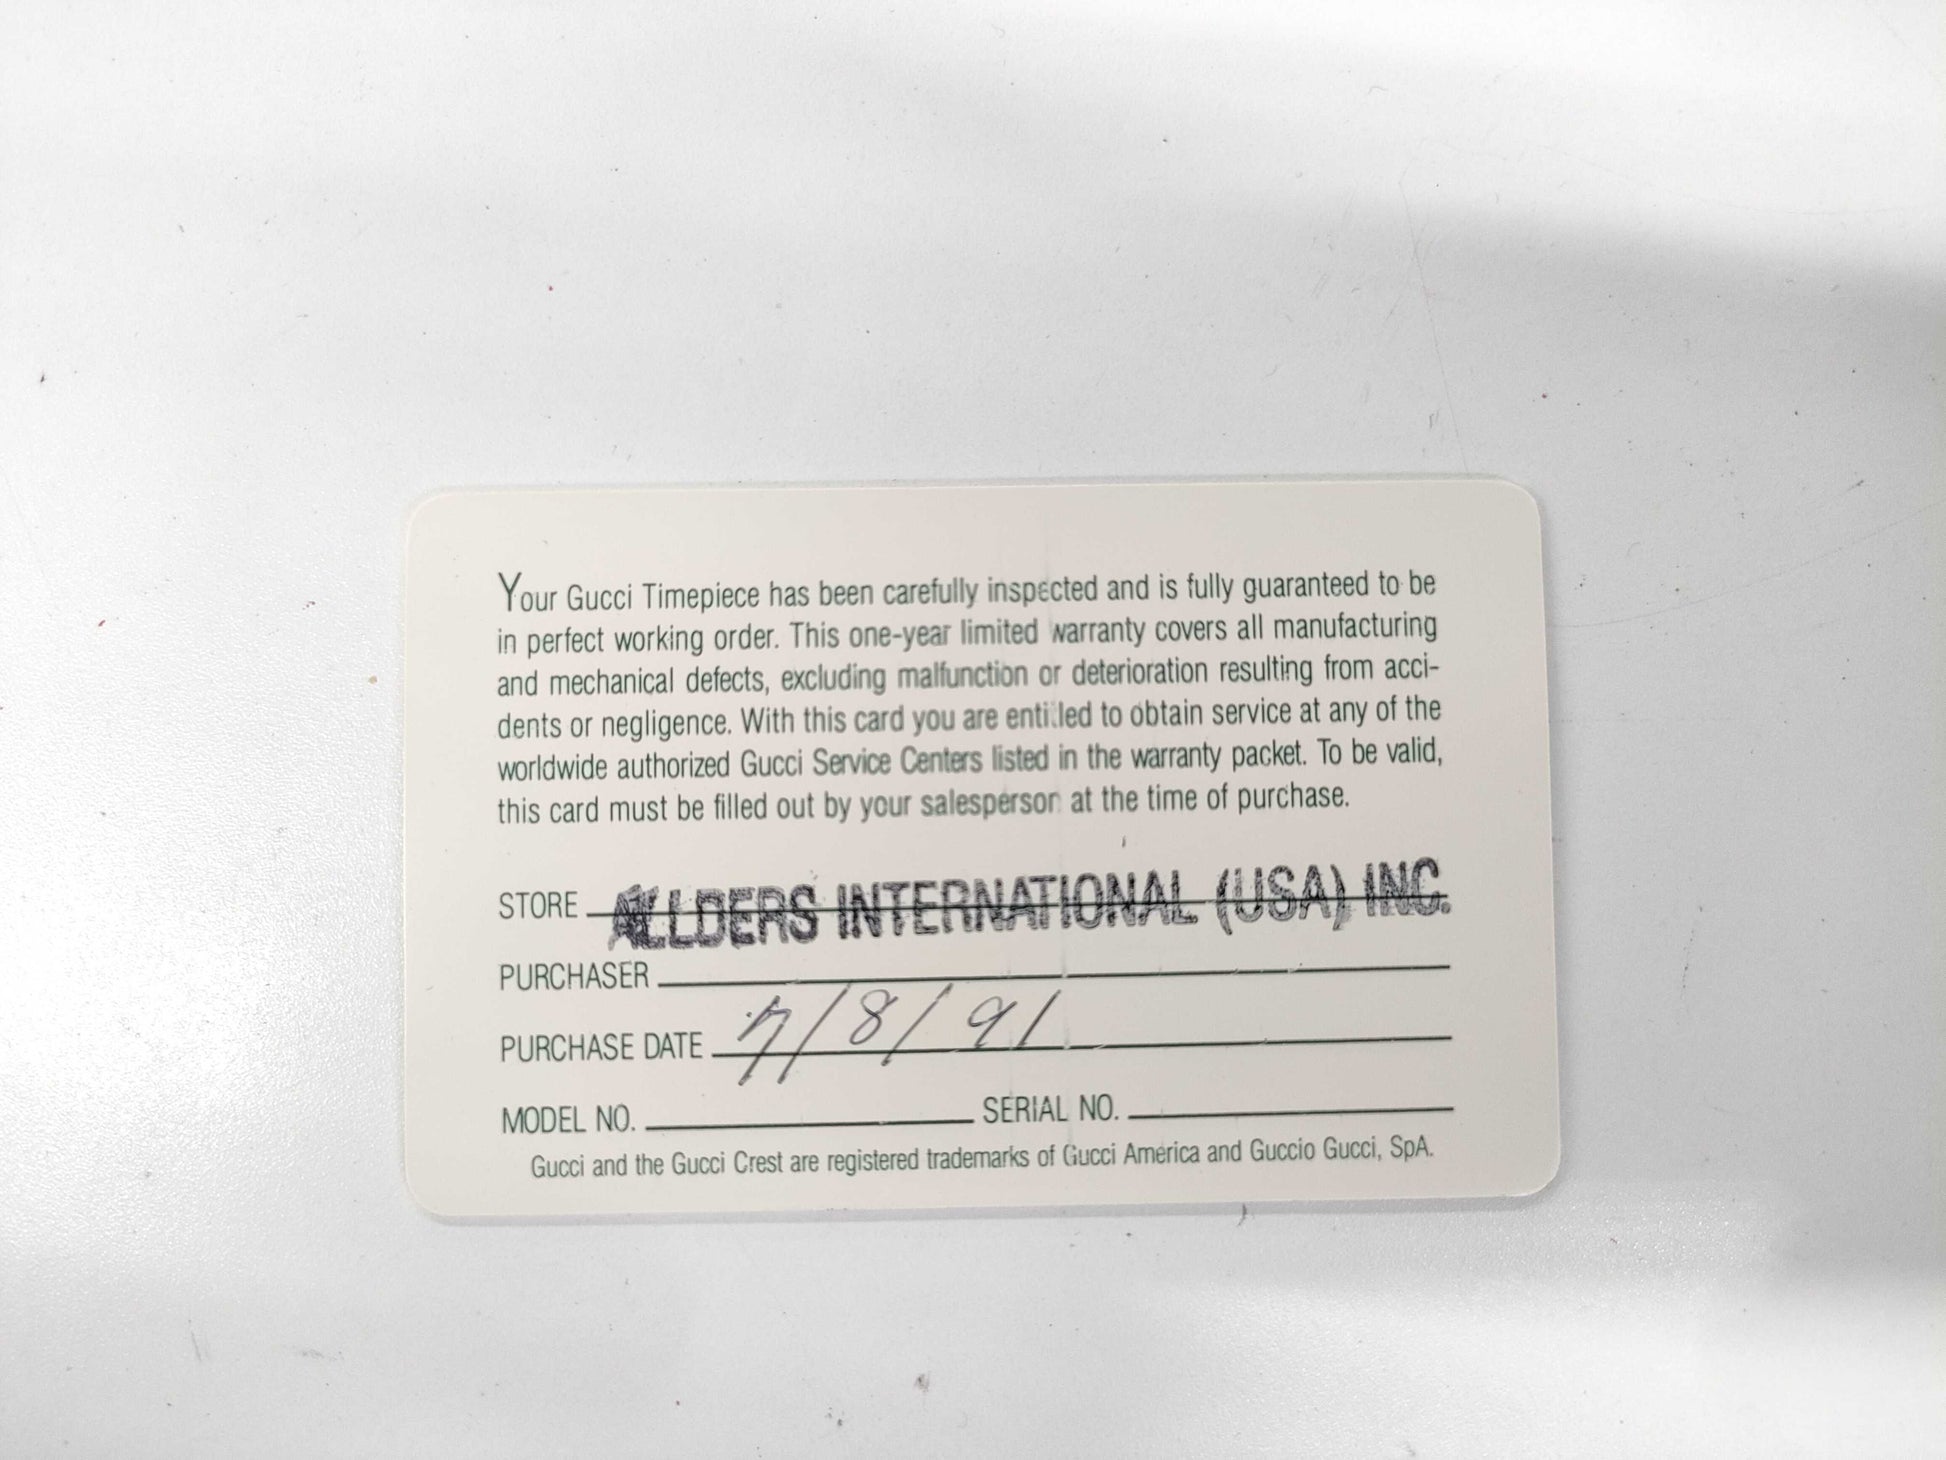 Your Gucci Timepiece has been carefully inspected and is fully guaranteed to be
in perfect working order. This one-year limited warranty covers all manufacturing
and mechanical defects, excluding malfunction or deterioration resulting from acci-
dents or negligence. With this card you are entitled to obtain service at any of the
worldwide authorized Gucci Service Centers listed in the warranty packet. To be valid,
this card must be filled out by your salesperson at the time of purchase.
STORE ALLDERS INTERNATIONAL (USA) INC.
PURCHASER
PURCHASE DATE 7/8/91
MODEL NO. SERIAL NO.
Gucci and the Gucci Crest are registered trademarks of Gucci America and Guccio Gucci, SpA.